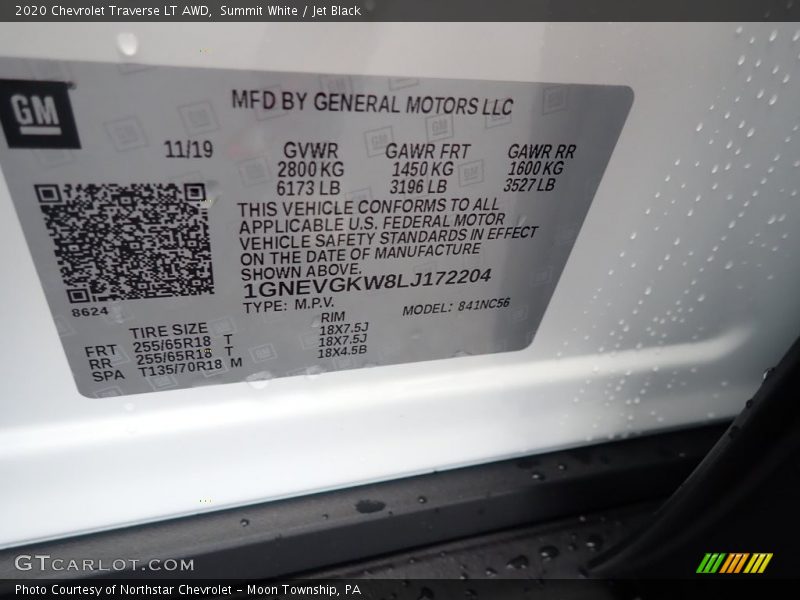 2020 Chevrolet Traverse LT AWD,  Summit White / Jet Black
GM
MFD BY GENERAL MOTORS LLC
11/19 GVWR GAWR FRT GAWR RR
2800 KG 1450 KG 1600 KG
6173 LB 3196 LB 3527 LB
THIS VEHICLE CONFORMS TO ALL
APPLICABLE U.S. FEDERAL MOTOR
VEHICLE SAFETY STANDARDS IN EFFECT
ON THE DATE OF MANUFACTURE
SHOWN ABOVE.
1GNEVGKW8LJ172204
TYPE: M.P.V. MODEL: 841NC56
8624
TIRE SIZE RIM
FRT 255/65R18 T 18X7.5J
RR 255/65R18 T 18X7.5J
SPA T135/70R18 M 18X4.5B
GTCARLOT.COM
Photo Courtesy of Northstar Chevrolet - Moon Township, PA